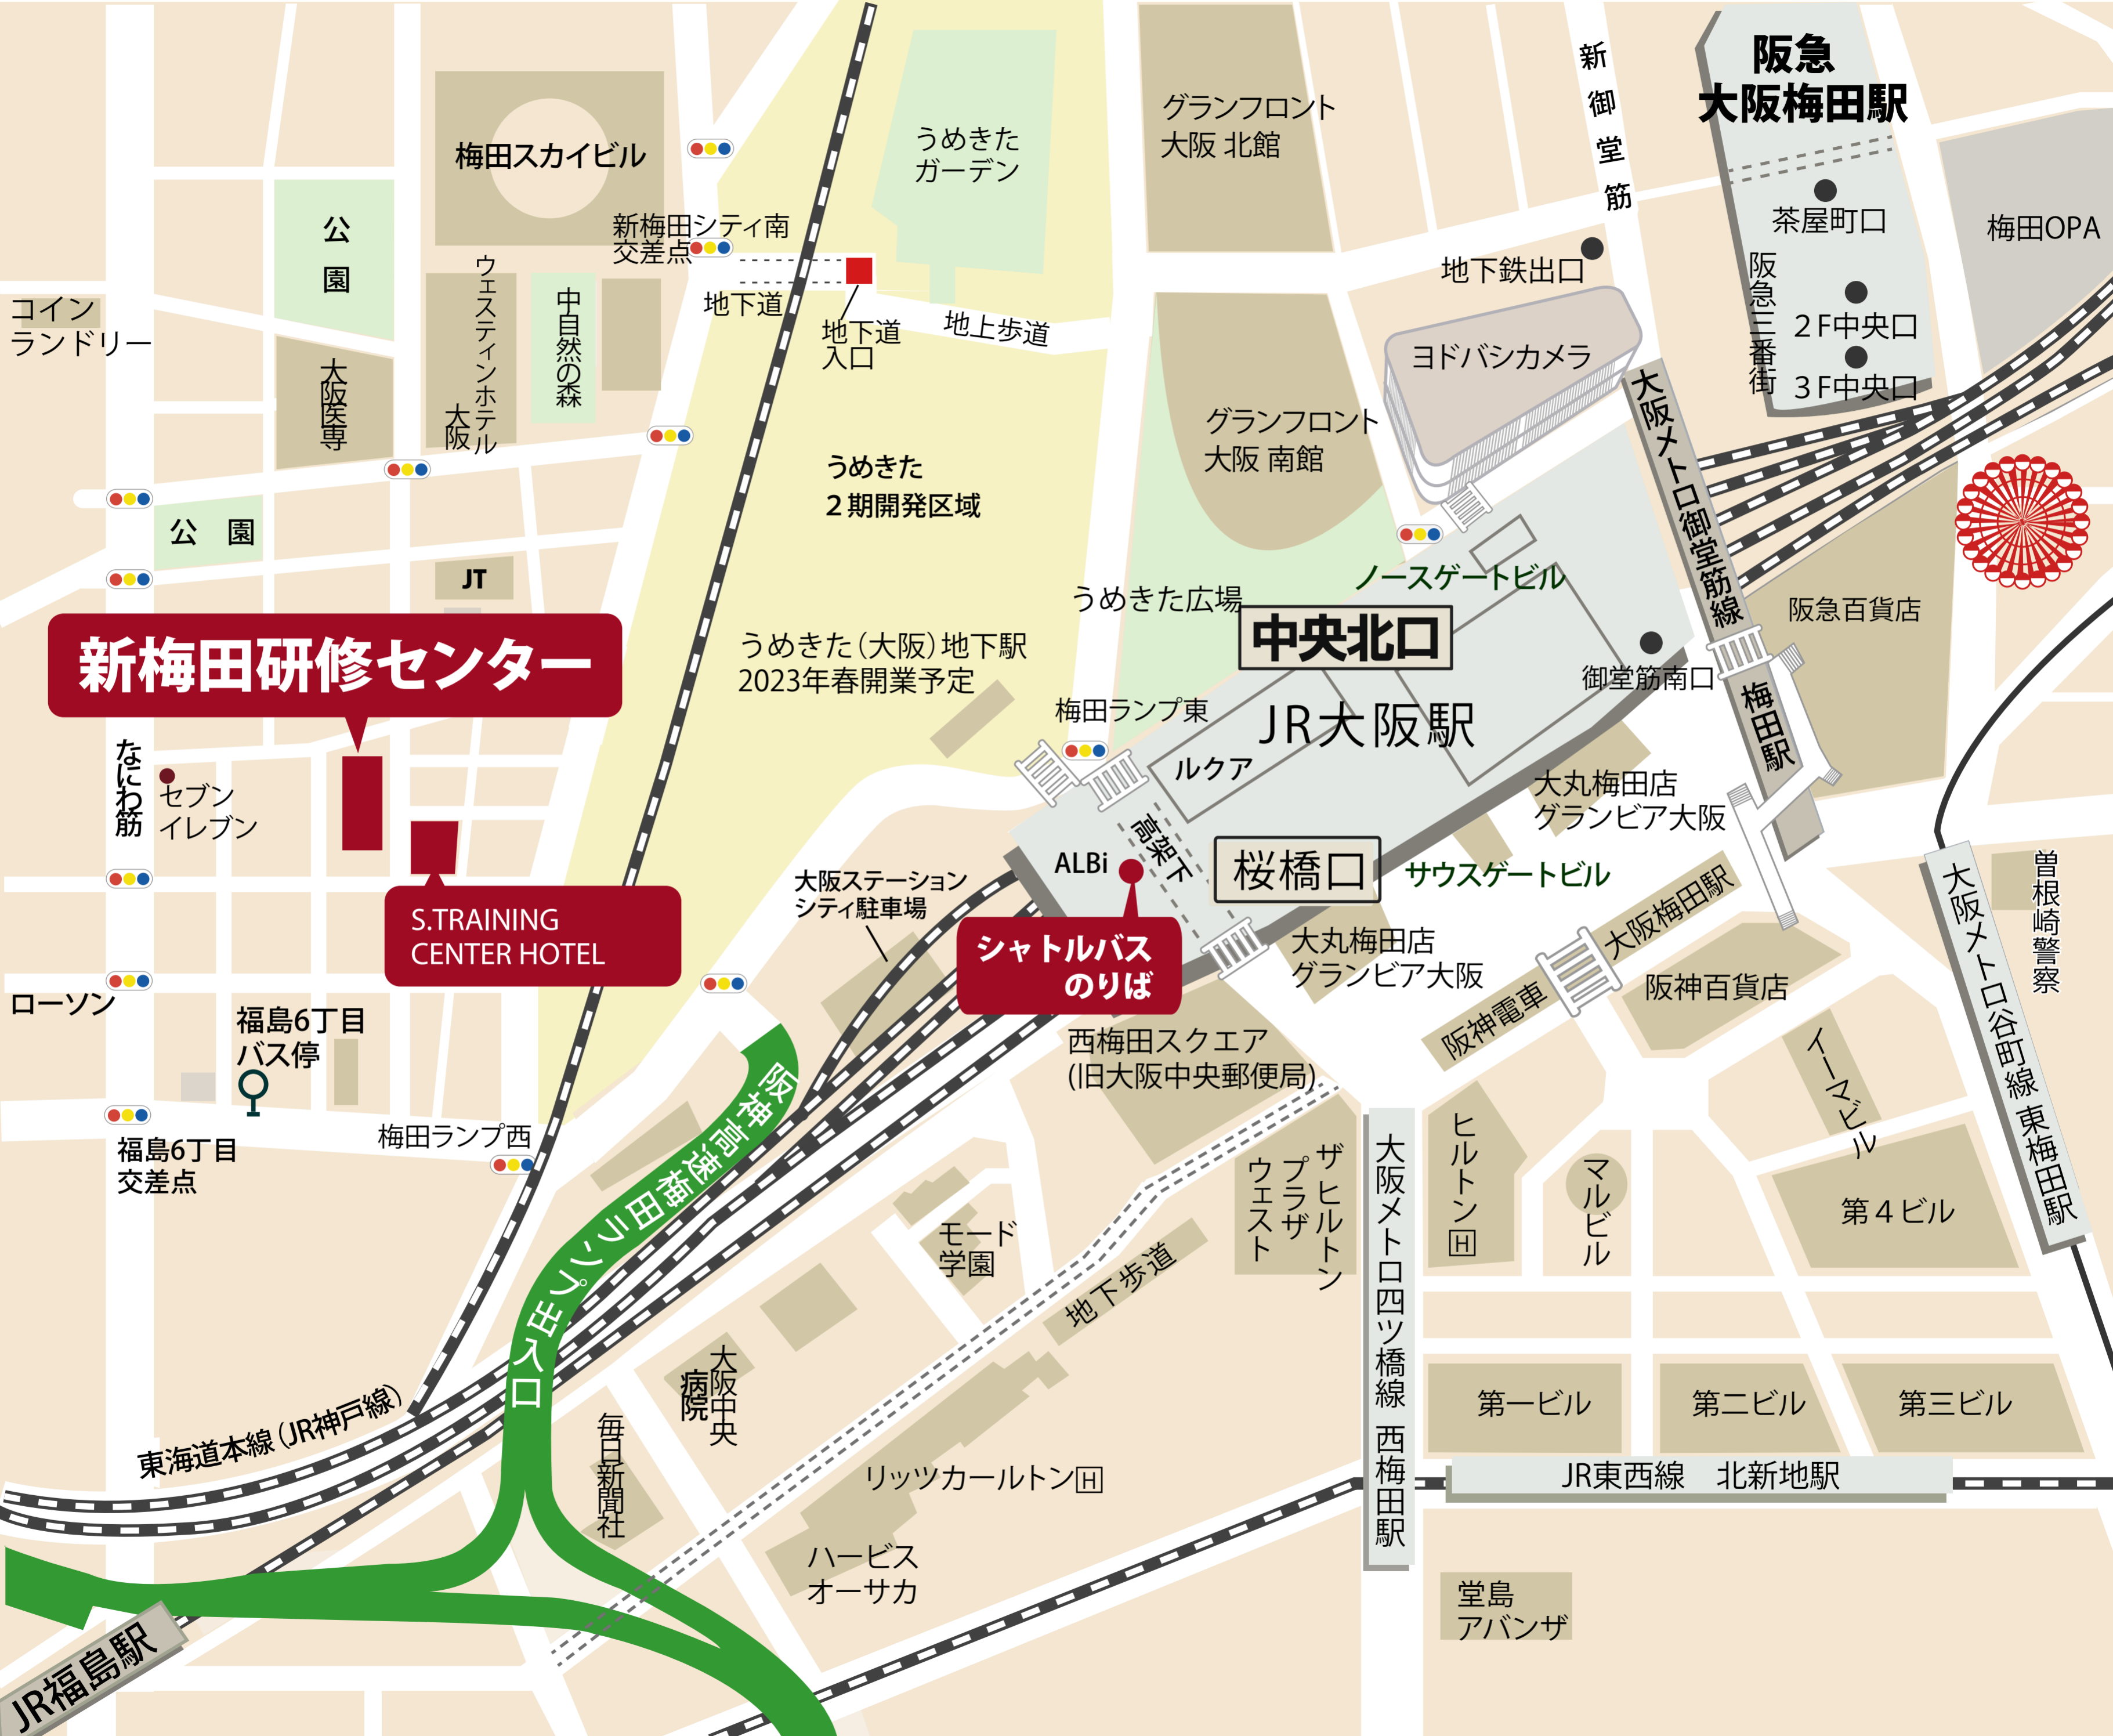 阪急
大阪梅田駅
新御堂筋
グランフロント
大阪 北館
うめきた
ガーデン
梅田スカイビル
新梅田シティ南
交差点
地下道
地下道
入口
地上歩道
公園
コイン
ランドリー
大阪医専
ウェスティンホテル
大阪
中自然の森
茶屋町口
梅田OPA
阪急三番街
2F中央口
3F中央口
地下鉄出口
ヨドバシカメラ
グランフロント
大阪 南館
うめきた
2期開発区域
公園
JT
新梅田研修センター
うめきた(大阪)地下駅
2023年春開業予定
うめきた広場
ノースゲートビル
中央北口
大阪メトロ御堂筋線
梅田駅
阪急百貨店
御堂筋南口
梅田ランプ東
JR大阪駅
ルクア
なにわ筋
セブン
イレブン
S.TRAINING
CENTER HOTEL
大阪ステーション
シティ駐車場
ALBi
高架下
桜橋口
サウスゲートビル
大丸梅田店
グランビア大阪
シャトルバス
のりば
大丸梅田店
グランビア大阪
阪神電車
大阪梅田駅
阪神百貨店
曽根崎警察
大阪メトロ谷町線 東梅田駅
ローソン
福島6丁目
バス停
福島6丁目
交差点
梅田ランプ西
西梅田スクエア
(旧大阪中央郵便局)
阪神高速梅田ランプ出入口
ザヒルトン
プラザ
ウェスト
大阪メトロ四ツ橋線 西梅田駅
ヒルトンH
マルビル
イーマビル
第4ビル
モード
学園
地下歩道
大阪中央
病院
毎日新聞社
リッツカールトンH
ハービス
オーサカ
第一ビル
第二ビル
第三ビル
JR東西線 北新地駅
堂島
アバンザ
東海道本線(JR神戸線)
JR福島駅